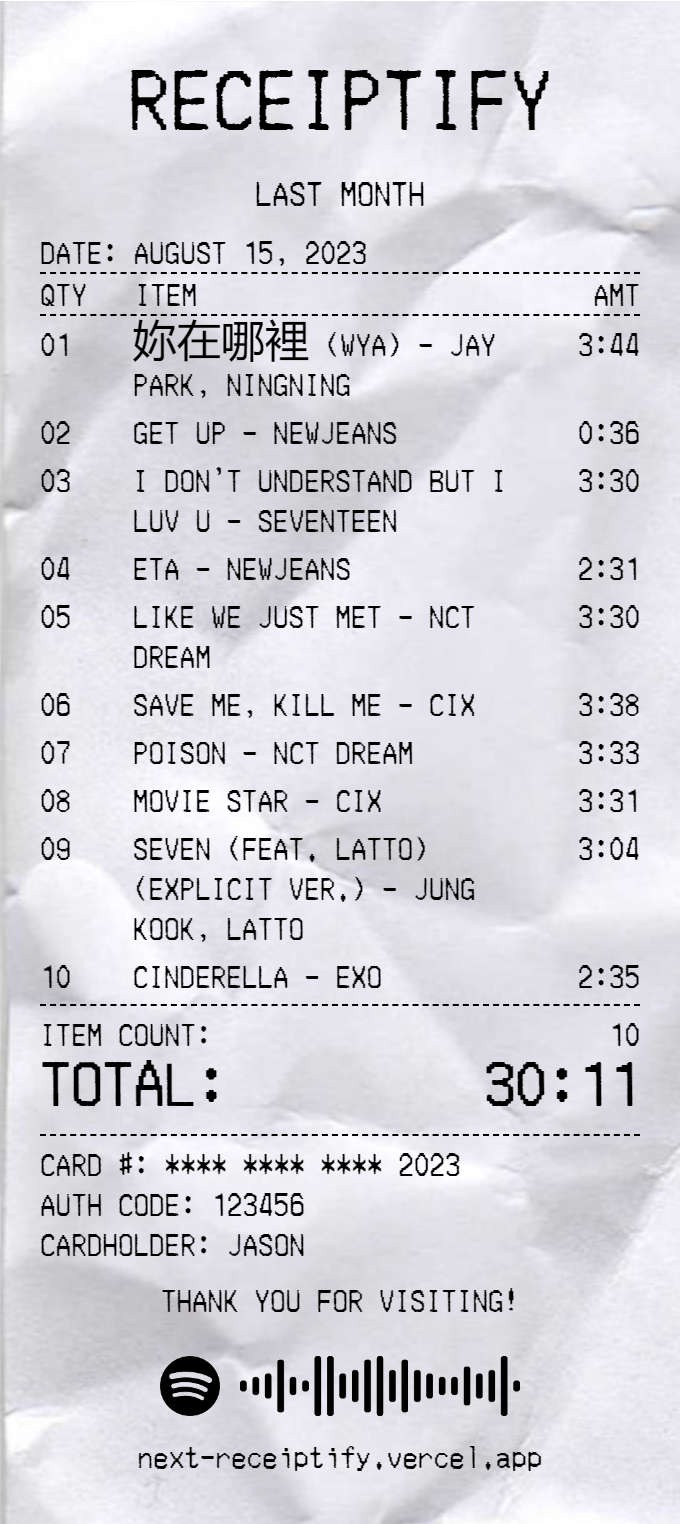 RECEIPTIFY
LAST MONTH
DATE: AUGUST 15, 2023
QTY ITEM AMT
01 妳在哪裡 (WYA) - JAY 3:44
PARK, NINGNING
02 GET UP - NEWJEANS 0:36
03 I DON'T UNDERSTAND BUT I 3:30
LUV U - SEVENTEEN
04 ETA - NEWJEANS 2:31
05 LIKE WE JUST MET - NCT 3:30
DREAM
06 SAVE ME, KILL ME - CIX 3:38
07 POISON - NCT DREAM 3:33
08 MOVIE STAR - CIX 3:31
09 SEVEN (FEAT. LATTO) 3:04
(EXPLICIT VER.) - JUNG
KOOK, LATTO
10 CINDERELLA - EXO 2:35
ITEM COUNT: 10
TOTAL: 30:11
CARD #: **** **** **** 2023
AUTH CODE: 123456
CARDHOLDER: JASON
THANK YOU FOR VISITING!
next-receiptify.vercel.app